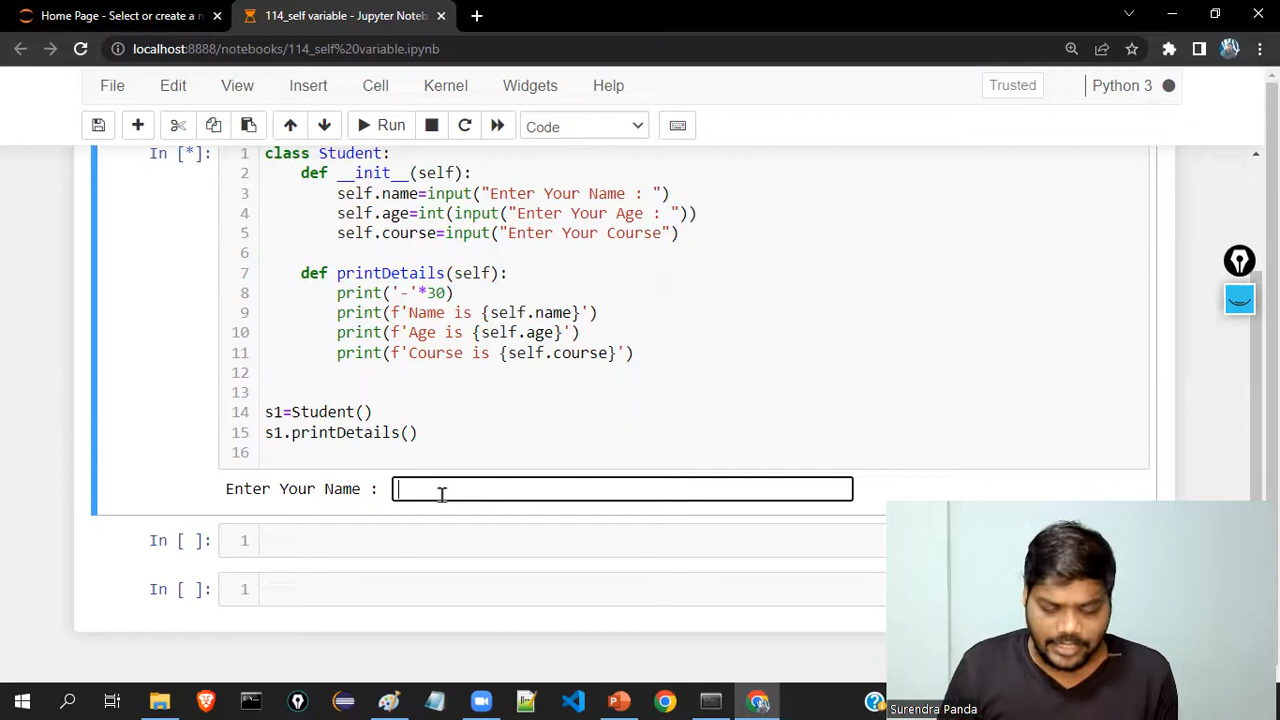 Home Page - Select or create a n
114_self variable - Jupyter Noteb
localhost:8888/notebooks/114_self%20variable.ipynb
File Edit View Insert Cell Kernel Widgets Help Trusted Python 3
Run Code
In [*]:
1 class Student:
2 def __init__(self):
3 self.name=input("Enter Your Name : ")
4 self.age=int(input("Enter Your Age : "))
5 self.course=input("Enter Your Course")
6
7 def printDetails(self):
8 print('-'*30)
9 print(f'Name is {self.name}')
10 print(f'Age is {self.age}')
11 print(f'Course is {self.course}')
12
13
14 s1=Student()
15 s1.printDetails()
16
Enter Your Name :
In [ ]: 1
In [ ]: 1
Surendra Panda